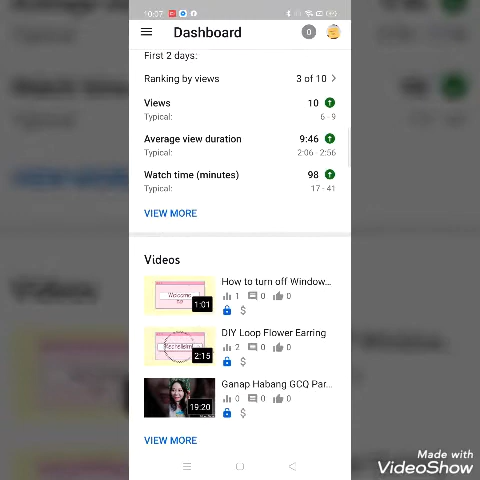 10:07
Dashboard
0
First 2 days:
Ranking by views 3 of 10
Views 10
Typical: 6 - 9
Average view duration 9:46
Typical: 2:06 - 2:56
Watch time (minutes) 98
Typical: 17 - 41
VIEW MORE
Videos
Welcome
1:01
How to turn off Window...
1 0 0
$
2:15
DIY Loop Flower Earring
2 0 0
$
19:20
Ganap Habang GCQ Par...
0 0 0
$
VIEW MORE
Made with
VideoShow